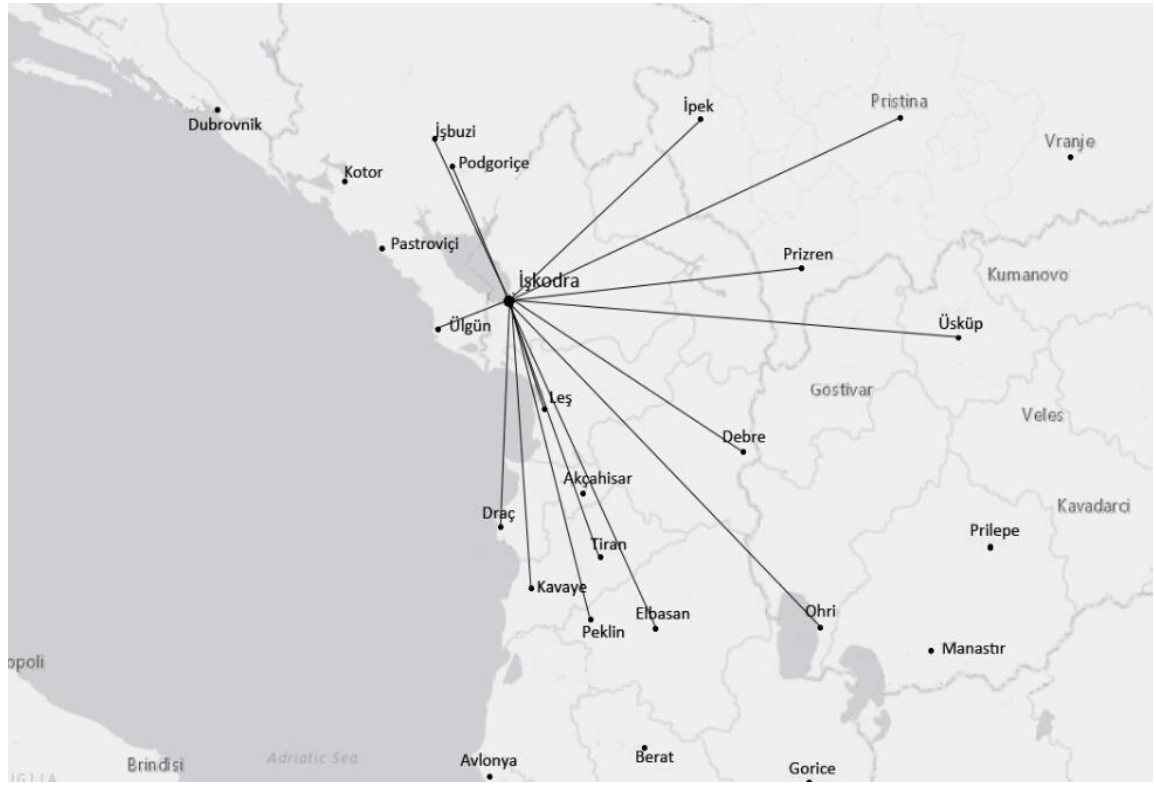 İpek
Pristina
Dubrovnik
İşbuzi
Podgoriçe
Vranje
Kotor
Pastroviçi
Prizren
İşkodra
Kumanovo
Ülgün
Üsküp
Leş
Gostivar
Veles
Debre
Akçahisar
Kavadarci
Draç
Prilepe
Tiran
Kavaye
Elbasan
Ohri
Peklin
Manastır
opoli
Adriatic Sea
Avlonya
Berat
Brindisi
Gorice